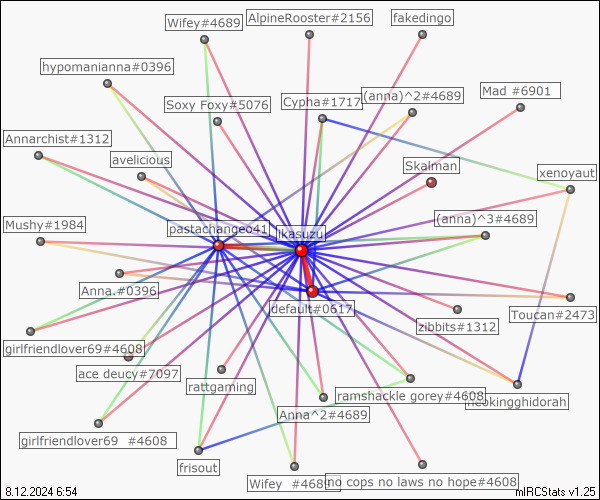 AlpineRooster#2156
fakedingo
Wifey#4689
hypomanianna#0396
(anna)^2#4689
Mad #6901
Soxy Foxy#5076
Cypha#1717
Annarchist#1312
avelicious
Skalman
xenoyaut
Mushy#1984
pastachangeo41
ikasuzu
(anna)^3#4689
Anna.#0396
default#0617
Toucan#2473
zibbits#1312
girlfriendlover69#4608
ace deucy#7097
rattgaming
ramshackle gorey#4608
neokingghidorah
Anna^2#4689
girlfriendlover69 #4608
frisout
Wifey #4689
no cops no laws no hope#4608
8.12.2024 6:54
mIRCStats v1.25